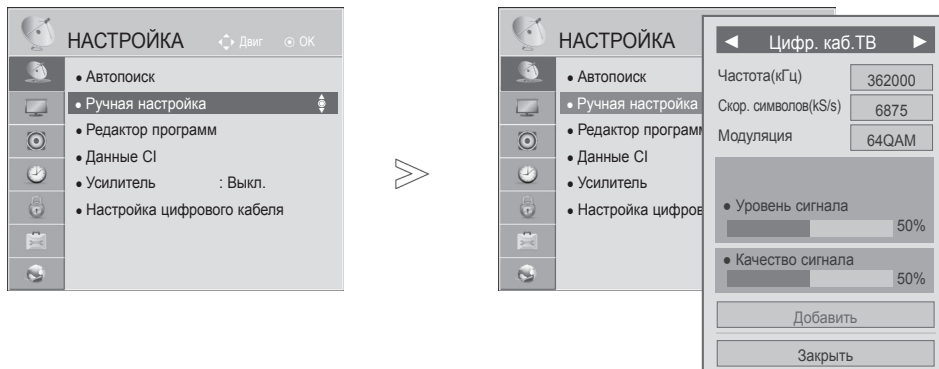 НАСТРОЙКА
Двиг
ОК
• Автопоиск
• Ручная настройка
• Редактор программ
• Данные CI
• Усилитель : Выкл.
• Настройка цифрового кабеля
НАСТРОЙКА
• Автопоиск
• Ручная настройка
• Редактор програм
• Данные CI
• Усилитель
• Настройка цифров
◄ Цифр. каб.ТВ ►
Частота(кГц) 362000
Скор. символов(kS/s) 6875
Модуляция 64QAM
• Уровень сигнала
50%
• Качество сигнала
50%
Добавить
Закрыть